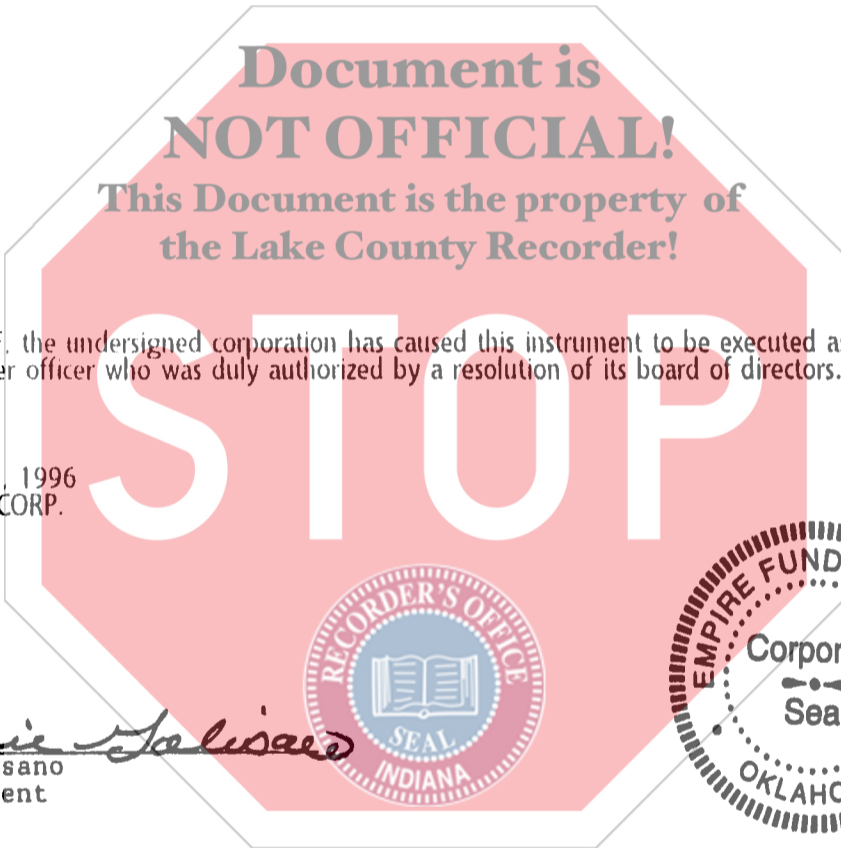 Document is
NOT OFFICIAL!
This Document is the property of
the Lake County Recorder!
the undersigned corporation has caused this instrument to be executed as
er officer who was duly authorized by a resolution of its board of directors.
STOP
, 1996
CORP.
RECORDER'S OFFICE
SEAL
INDIANA
EMPIRE FUND
Corpor
Sea
OKLAHO
sano
ent